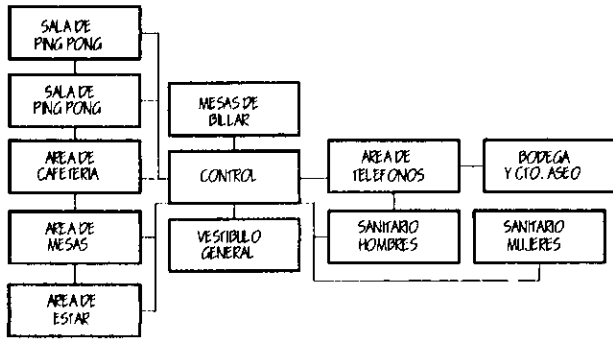 SALA DE
PING PONG
SALA DE
PING PONG
AREA DE
CAFETERIA
AREA DE
MESAS
AREA DE
ESTAR
MESAS DE
BILLAR
CONTROL
VESTIBULO
GENERAL
AREA DE
TELEFONOS
BODEGA
Y CTO. ASEO
SANITARIO
HOMBRES
SANITARIO
MUJERES